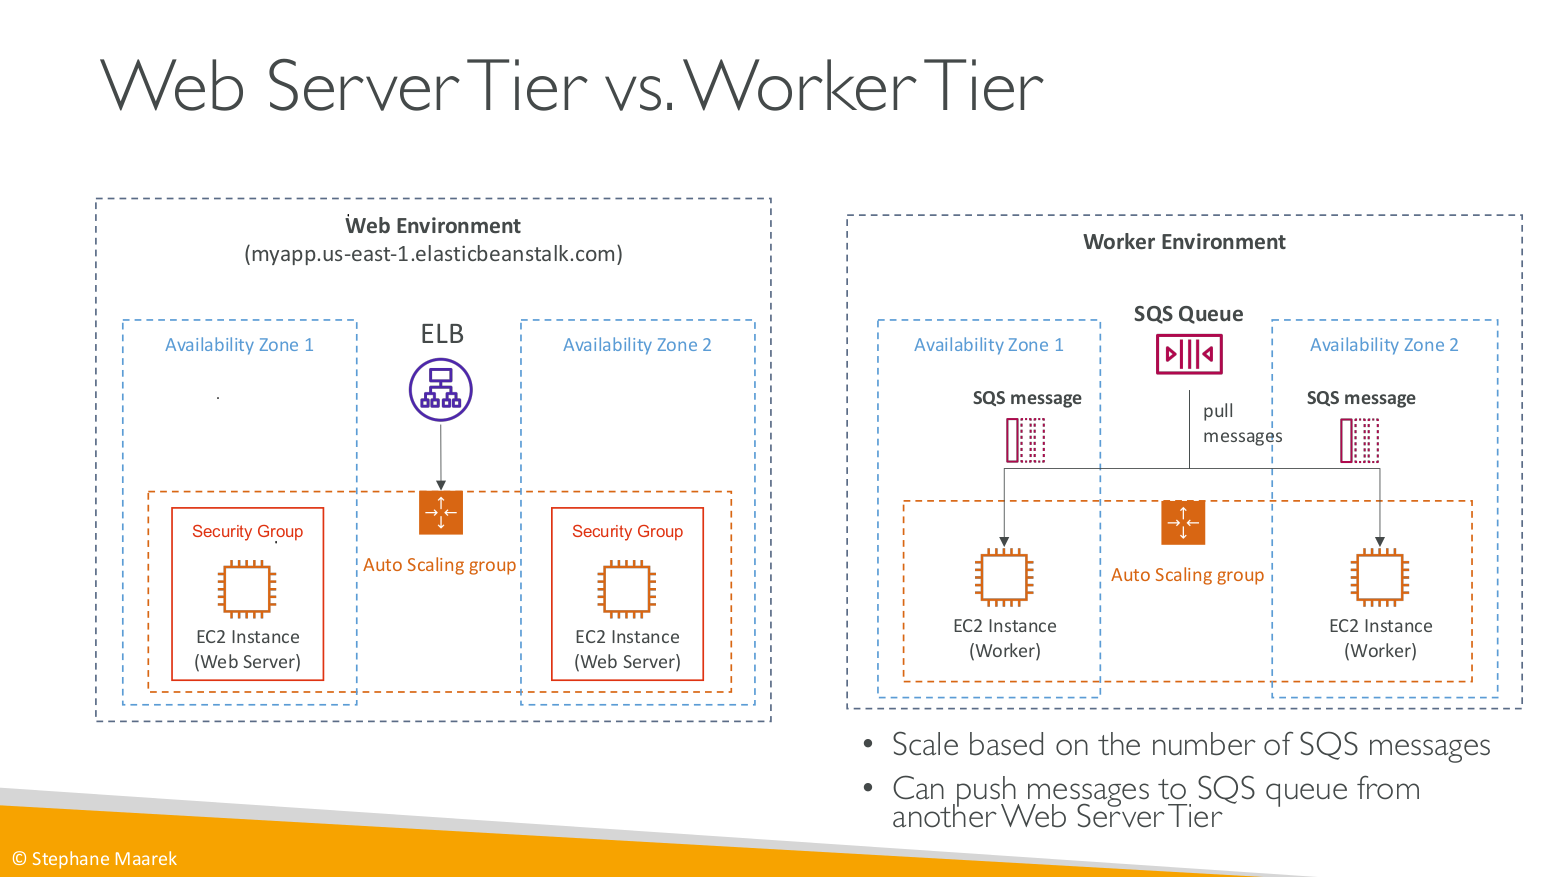 Web Server Tier vs. Worker Tier
Web Environment
(myapp.us-east-1.elasticbeanstalk.com)
Availability Zone 1
ELB
Availability Zone 2
Security Group
Security Group
Auto Scaling group
EC2 Instance
(Web Server)
EC2 Instance
(Web Server)
Worker Environment
SQS Queue
Availability Zone 1
Availability Zone 2
SQS message
SQS message
pull
messages
Auto Scaling group
EC2 Instance
(Worker)
EC2 Instance
(Worker)
• Scale based on the number of SQS messages
• Can push messages to SQS queue from
another Web Server Tier
© Stephane Maarek